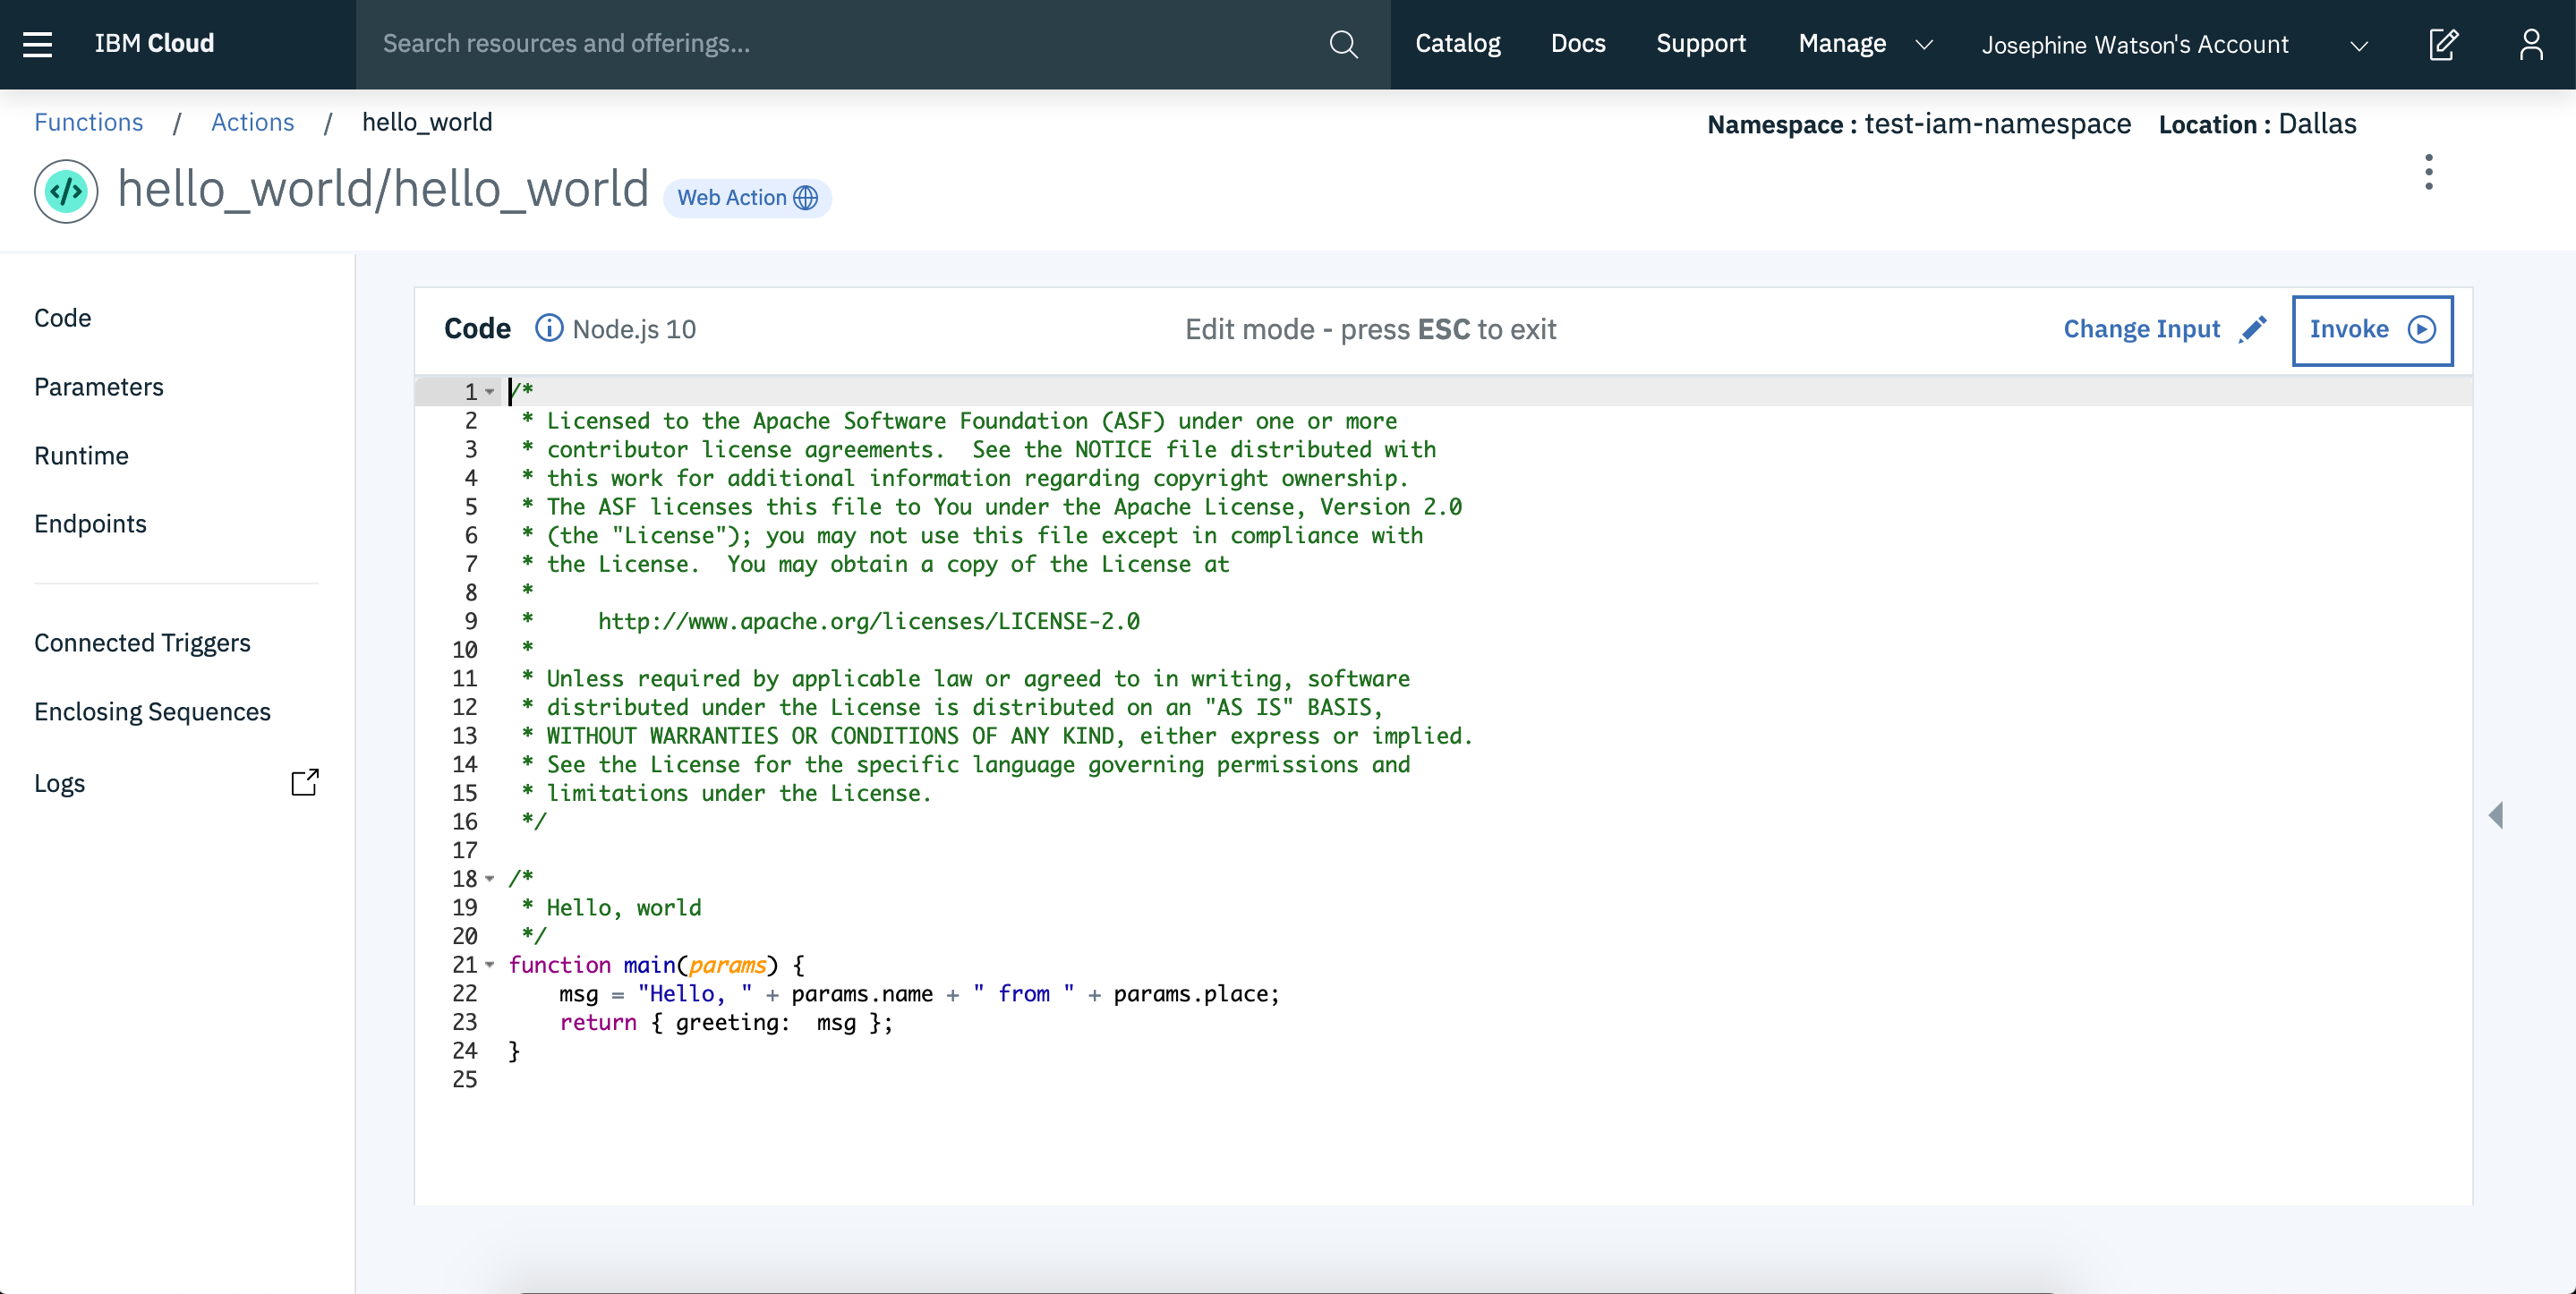 IBM Cloud
Search resources and offerings...
Catalog
Docs
Support
Manage
Josephine Watson's Account
Functions / Actions / hello_world
Namespace : test-iam-namespace Location : Dallas
hello_world/hello_world
Web Action
Code
Parameters
Runtime
Endpoints
Connected Triggers
Enclosing Sequences
Logs
Code
Node.js 10
Edit mode - press ESC to exit
Change Input
Invoke
1 /*
2  * Licensed to the Apache Software Foundation (ASF) under one or more
3  * contributor license agreements.  See the NOTICE file distributed with
4  * this work for additional information regarding copyright ownership.
5  * The ASF licenses this file to You under the Apache License, Version 2.0
6  * (the "License"); you may not use this file except in compliance with
7  * the License.  You may obtain a copy of the License at
8  *
9  *     http://www.apache.org/licenses/LICENSE-2.0
10  *
11  * Unless required by applicable law or agreed to in writing, software
12  * distributed under the License is distributed on an "AS IS" BASIS,
13  * WITHOUT WARRANTIES OR CONDITIONS OF ANY KIND, either express or implied.
14  * See the License for the specific language governing permissions and
15  * limitations under the License.
16  */
17
18 /*
19  * Hello, world
20  */
21 function main(params) {
22     msg = "Hello, " + params.name + " from " + params.place;
23     return { greeting:  msg };
24 }
25